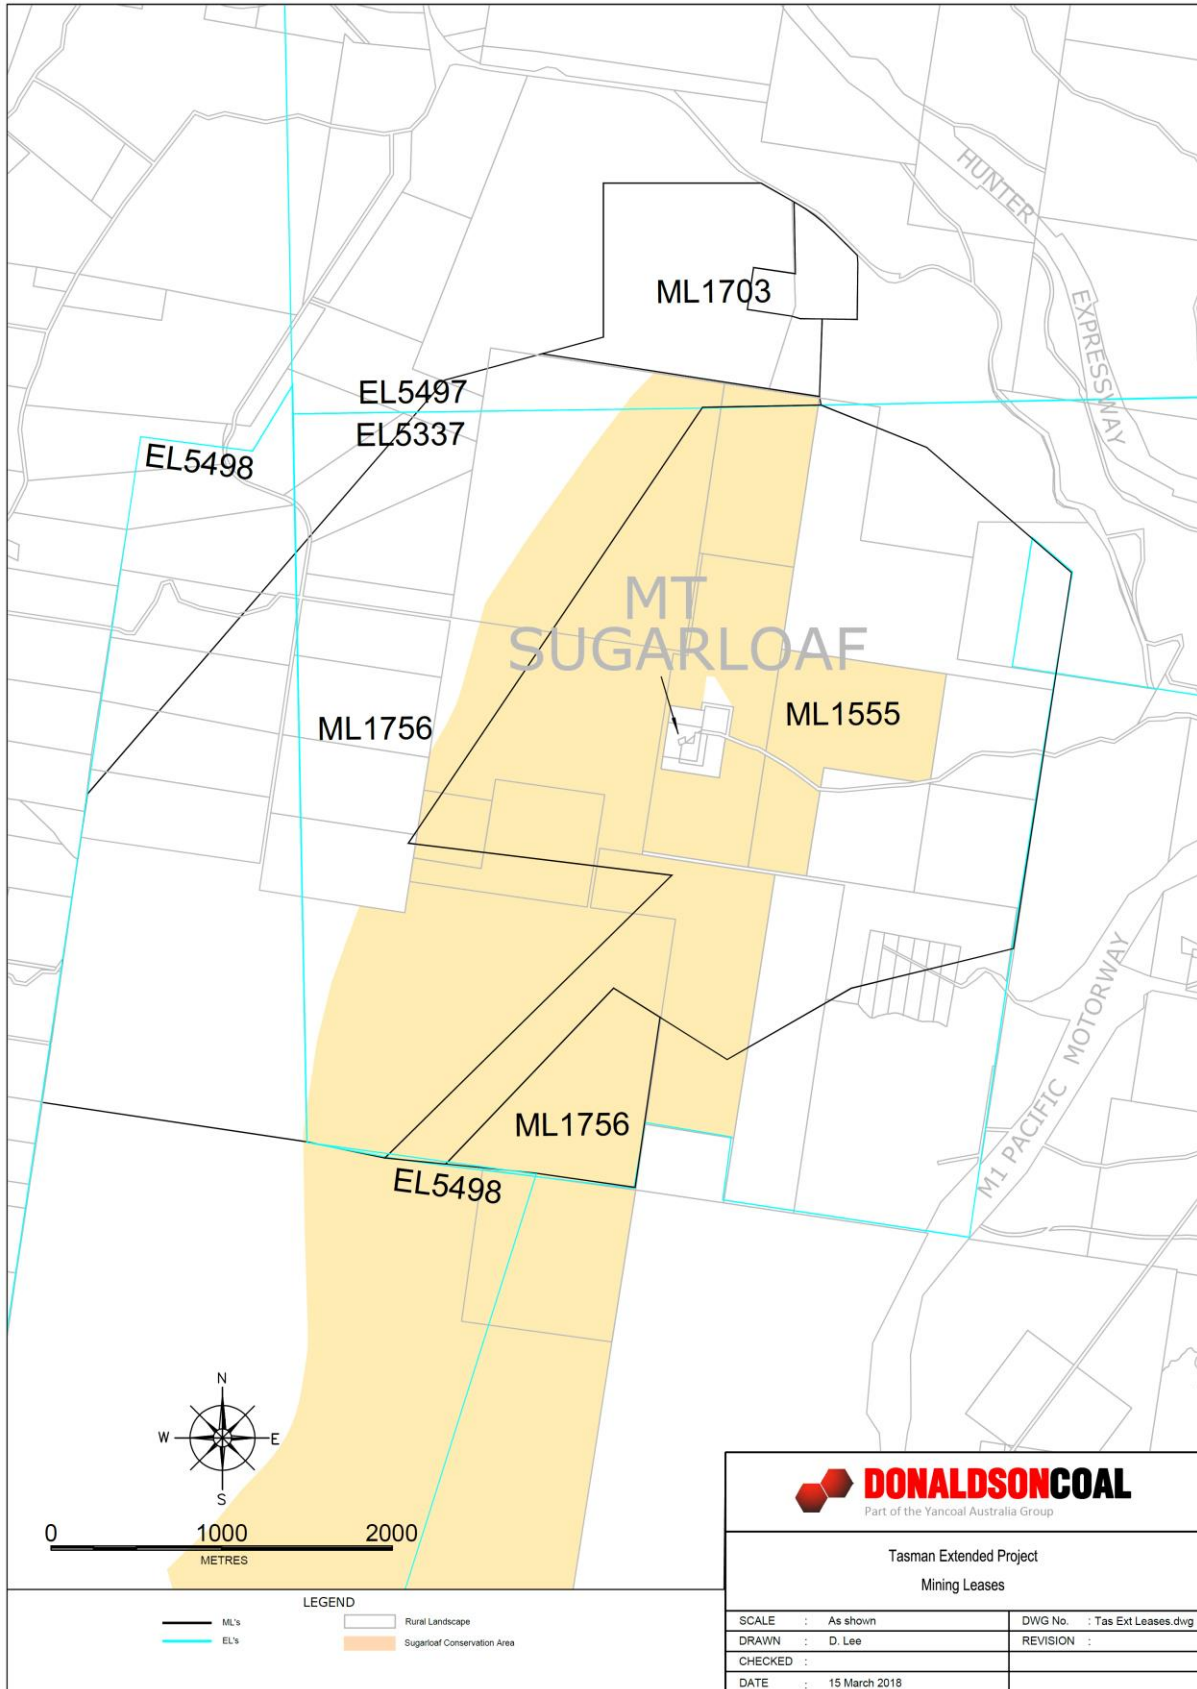 HUNTER
EXPRESSWAY
ML1703
EL5497
EL5337
EL5498
MT
SUGARLOAF
ML1756
ML1555
M1 PACIFIC MOTORWAY
ML1756
EL5498
N
W
E
S
0 1000 2000
METRES
LEGEND
ML's
Rural Landscape
EL's
Sugarloaf Conservation Area
DONALDSONCOAL
Part of the Yancoal Australia Group
Tasman Extended Project
Mining Leases
SCALE : As shown
DWG No. : Tas Ext Leases.dwg
DRAWN : D. Lee
REVISION :
CHECKED :
DATE : 15 March 2018